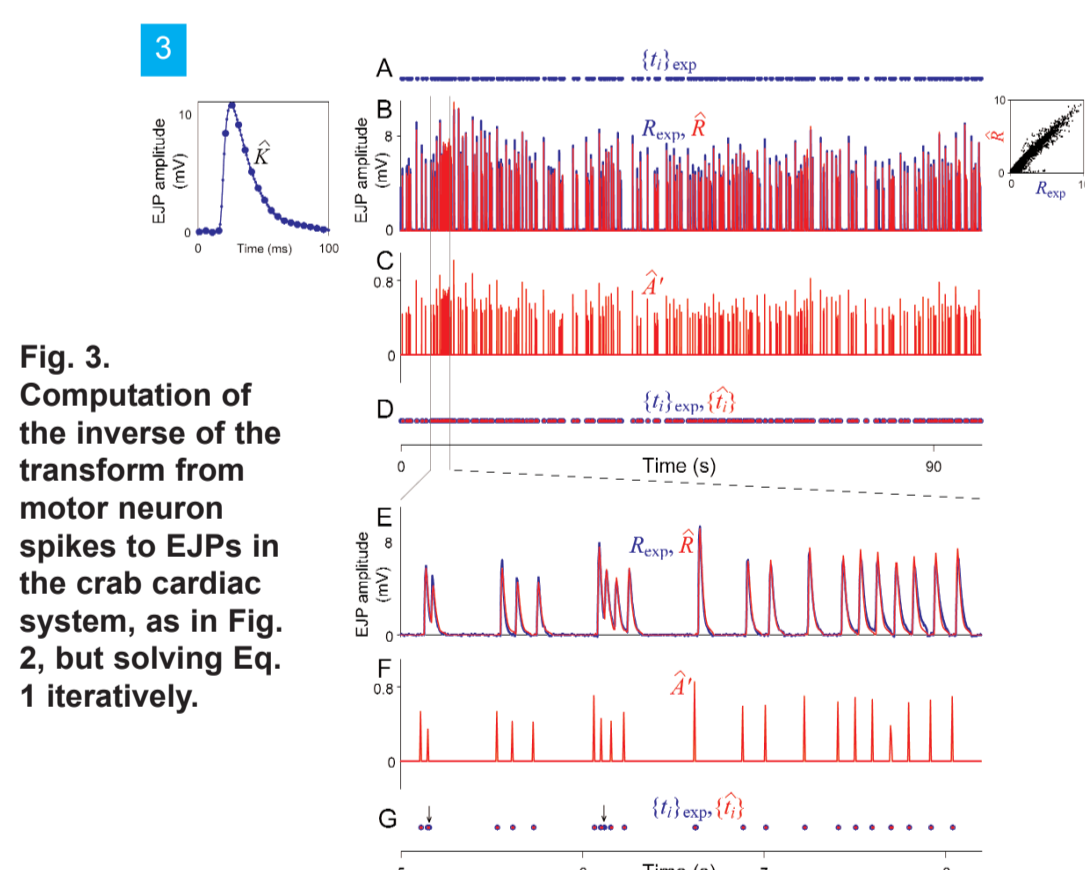 3
A
{t_i}_exp
B
EJP amplitude
(mV)
10
0
K̂
0
Time (ms)
100
EJP amplitude
(mV)
8
0
R_exp, R̂
10
R̂
0
0
R_exp
C
0.8
0
Â′
Fig. 3.
Computation of
the inverse of the
transform from
motor neuron
spikes to EJPs in
the crab cardiac
system, as in Fig.
2, but solving Eq.
1 iteratively.
D
{t_i}_exp, {t̂_i}
0
Time (s)
90
E
EJP amplitude
(mV)
8
0
R_exp, R̂
F
0.8
0
Â′
G
{t_i}_exp, {t̂_i}
5
7
Time (s)